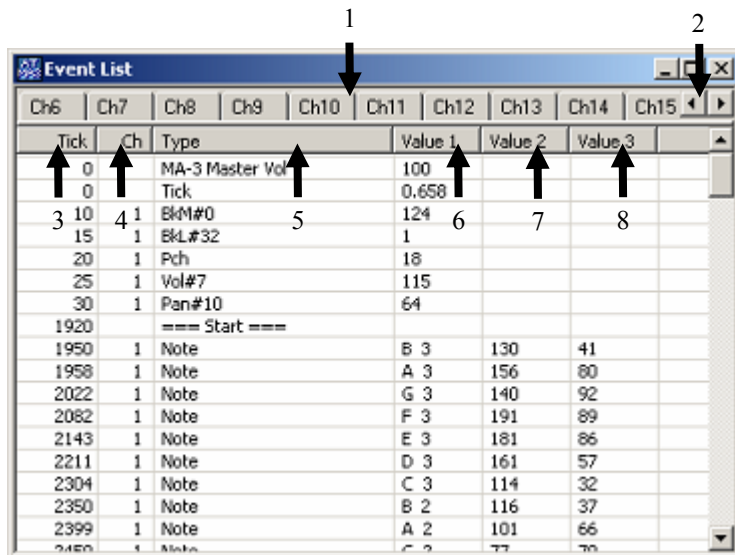 1
2
Event List
Ch6 Ch7 Ch8 Ch9 Ch10 Ch11 Ch12 Ch13 Ch14 Ch15
Tick Ch Type Value 1 Value 2 Value 3
0 MA-3 Master Vol 100
0 Tick 0.658
3 4 5 6 7 8
10 1 BkM#0 124
15 1 BkL#32 1
20 1 Pch 18
25 1 Vol#7 115
30 1 Pan#10 64
1920 === Start ===
1950 1 Note B 3 130 41
1958 1 Note A 3 156 80
2022 1 Note G 3 140 92
2082 1 Note F 3 191 89
2143 1 Note E 3 181 86
2211 1 Note D 3 161 57
2304 1 Note C 3 114 32
2350 1 Note B 2 116 37
2399 1 Note A 2 101 66